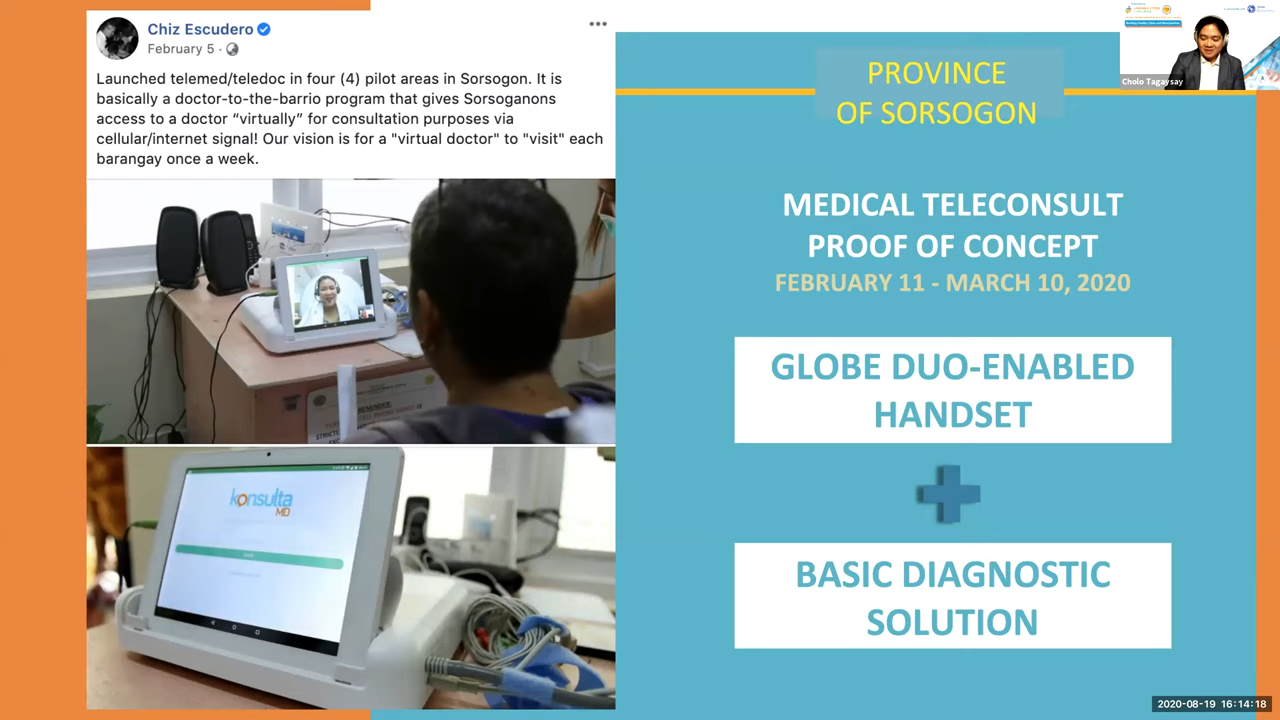 Chiz Escudero
February 5 ·
Launched telemed/teledoc in four (4) pilot areas in Sorsogon. It is
basically a doctor-to-the-barrio program that gives Sorsoganons
access to a doctor “virtually” for consultation purposes via
cellular/internet signal! Our vision is for a "virtual doctor" to "visit" each
barangay once a week.
konsulta
MD
PROVINCE
OF SORSOGON
MEDICAL TELECONSULT
PROOF OF CONCEPT
FEBRUARY 11 - MARCH 10, 2020
GLOBE DUO-ENABLED
HANDSET
BASIC DIAGNOSTIC
SOLUTION
Cholo Tagaysay
2020-08-19 16:14:18